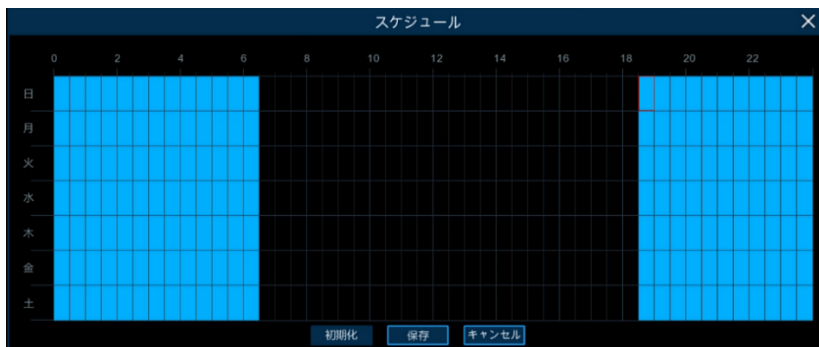 スケジュール
0 2 4 6 8 10 12 14 16 18 20 22
日
月
火
水
木
金
土
初期化 保存 キャンセル